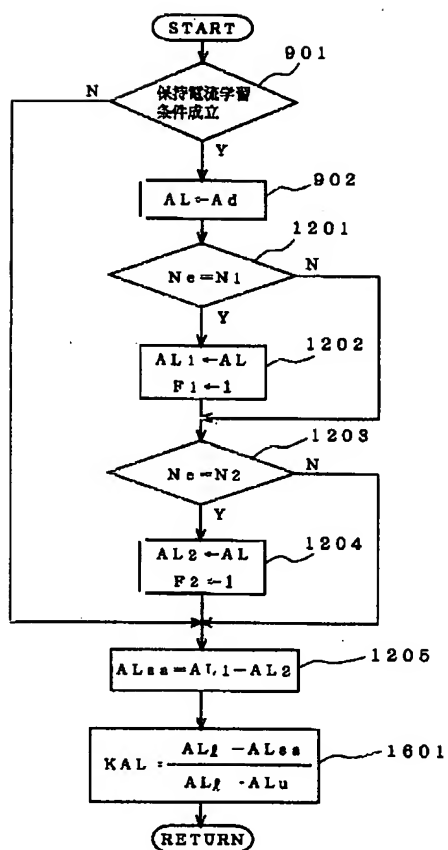 START
901
保持電流学習
条件成立
N
Y
902
AL←Ad
1201
Ne=N1
N
Y
1202
AL1←AL
F1←1
1203
Ne=N2
N
Y
1204
AL2←AL
F2←1
1205
ALsa=AL1-AL2
1601
KAL = ALℓ - ALsa / ALℓ - ALu
RETURN